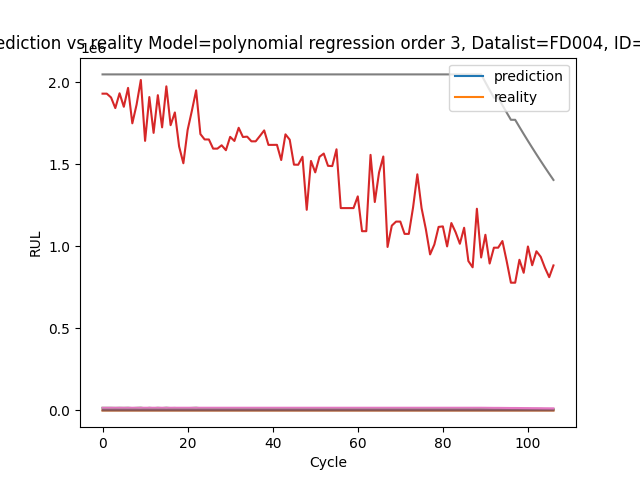 ediction vs reality Model=polynomial regression order 3, Datalist=FD004, ID=
1e6
prediction
reality
2.0
1.5
1.0
0.5
0.0
RUL
0 20 40 60 80 100
Cycle